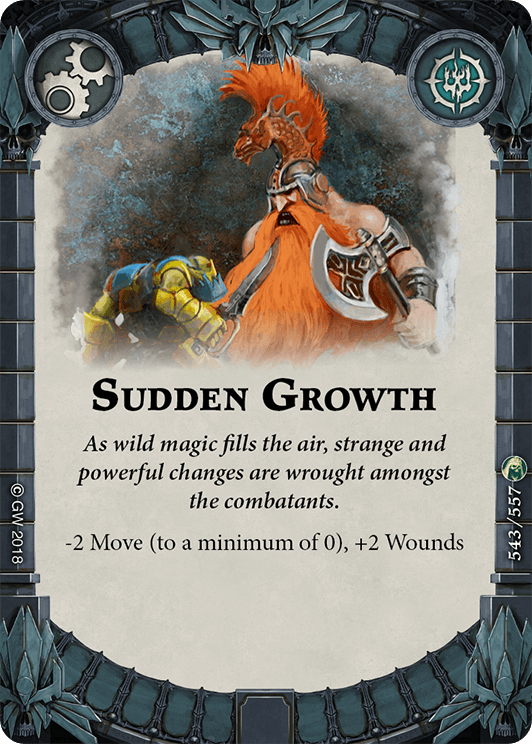 SUDDEN GROWTH
As wild magic fills the air, strange and
powerful changes are wrought amongst
the combatants.
-2 Move (to a minimum of 0), +2 Wounds
© GW 2018
543/557